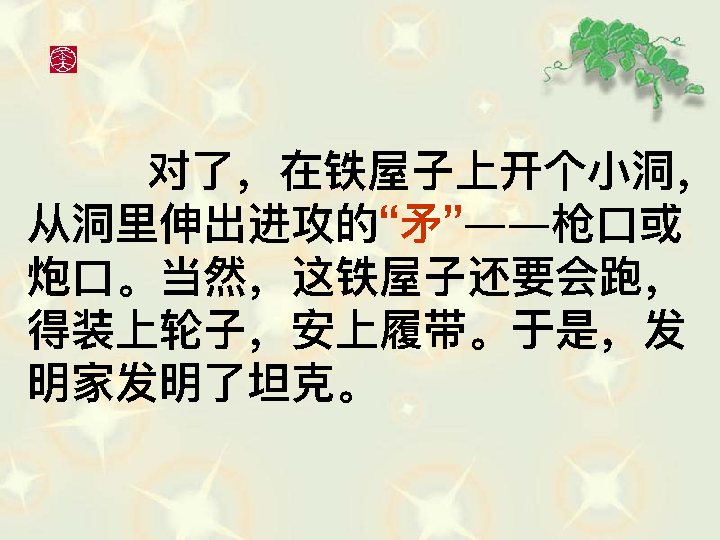 对了，在铁屋子上开个小洞，
从洞里伸出进攻的“矛”——枪口或
炮口。当然，这铁屋子还要会跑，
得装上轮子，安上履带。于是，发
明家发明了坦克。